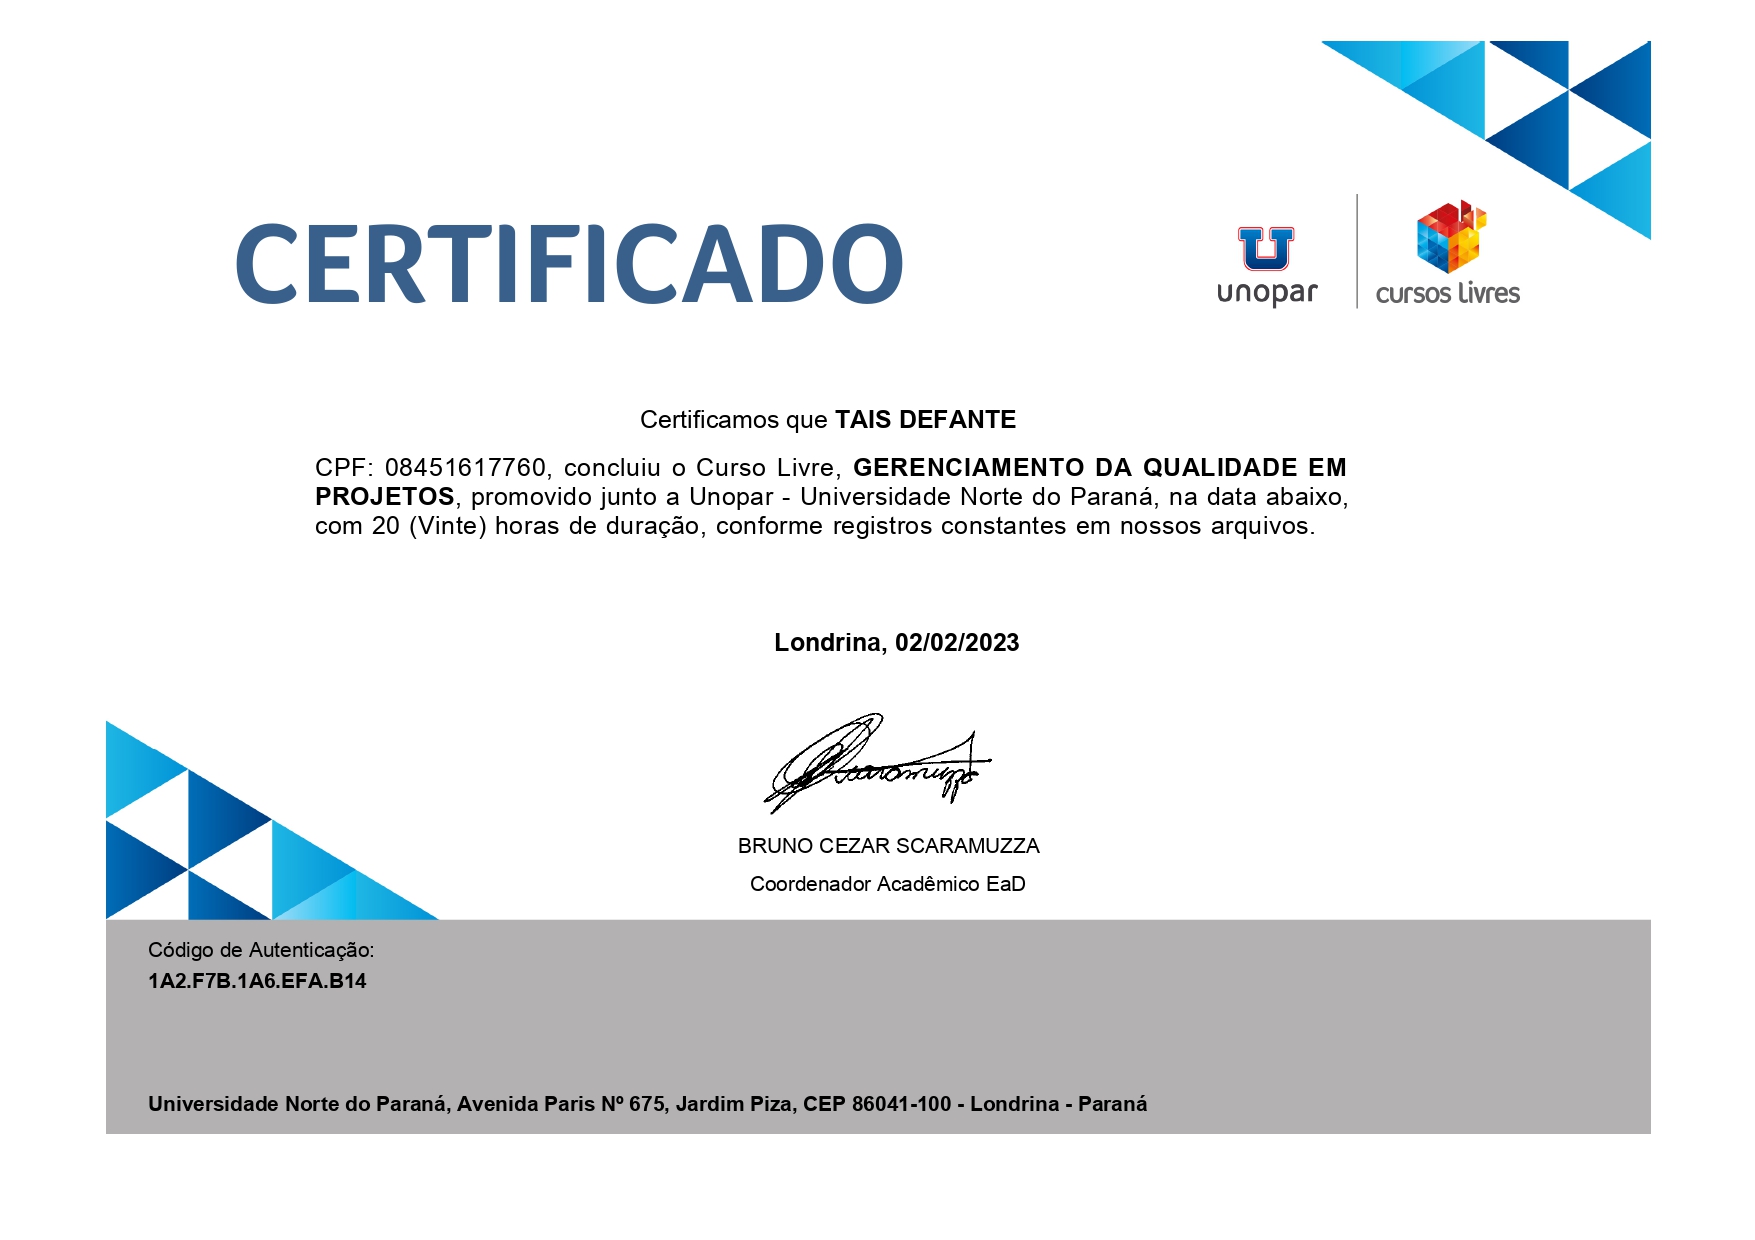 CERTIFICADO
unopar
cursos livres
Certificamos que TAIS DEFANTE
CPF: 08451617760, concluiu o Curso Livre, GERENCIAMENTO DA QUALIDADE EM
PROJETOS, promovido junto a Unopar - Universidade Norte do Paraná, na data abaixo,
com 20 (Vinte) horas de duração, conforme registros constantes em nossos arquivos.
Londrina, 02/02/2023
Scaramuzza
BRUNO CEZAR SCARAMUZZA
Coordenador Acadêmico EaD
Código de Autenticação:
1A2.F7B.1A6.EFA.B14
Universidade Norte do Paraná, Avenida Paris Nº 675, Jardim Piza, CEP 86041-100 - Londrina - Paraná